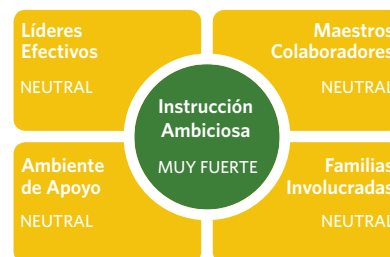 Líderes
Efectivos
NEUTRAL
Maestros
Colaboradores
NEUTRAL
Instrucción
Ambiciosa
MUY FUERTE
Ambiente
de Apoyo
NEUTRAL
Familias
Involucradas
NEUTRAL